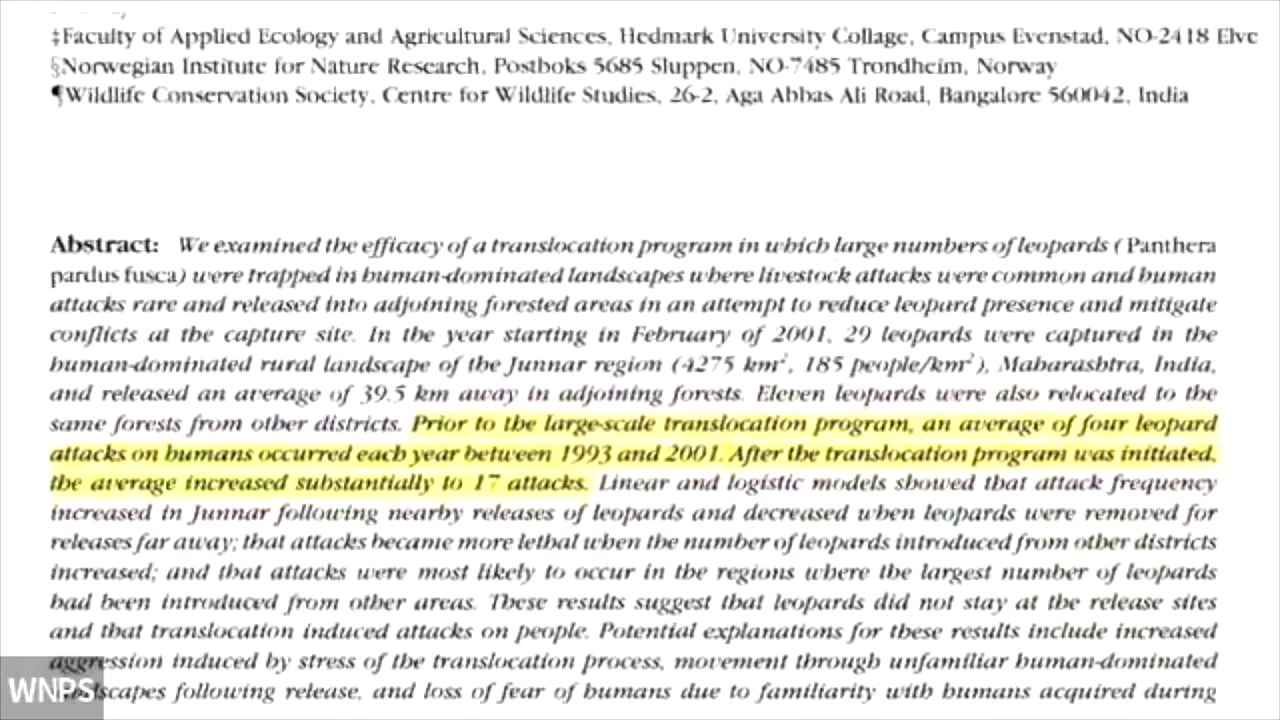 ‡Faculty of Applied Ecology and Agricultural Sciences, Hedmark University Collage, Campus Evenstad, NO-2418 Elve
§Norwegian Institute for Nature Research, Postboks 5685 Sluppen, NO-7485 Trondheim, Norway
¶Wildlife Conservation Society, Centre for Wildlife Studies, 26-2, Aga Abbas Ali Road, Bangalore 560042, India
Abstract: We examined the efficacy of a translocation program in which large numbers of leopards (Panthera
pardus fusca) were trapped in human-dominated landscapes where livestock attacks were common and human
attacks rare and released into adjoining forested areas in an attempt to reduce leopard presence and mitigate
conflicts at the capture site. In the year starting in February of 2001, 29 leopards were captured in the
human-dominated rural landscape of the Junnar region (4275 km², 185 people/km²), Maharashtra, India,
and released an average of 39.5 km away in adjoining forests. Eleven leopards were also relocated to the
same forests from other districts. Prior to the large-scale translocation program, an average of four leopard
attacks on humans occurred each year between 1993 and 2001. After the translocation program was initiated,
the average increased substantially to 17 attacks. Linear and logistic models showed that attack frequency
increased in Junnar following nearby releases of leopards and decreased when leopards were removed for
releases far away; that attacks became more lethal when the number of leopards introduced from other districts
increased; and that attacks were most likely to occur in the regions where the largest number of leopards
had been introduced from other areas. These results suggest that leopards did not stay at the release sites
and that translocation induced attacks on people. Potential explanations for these results include increased
aggression induced by stress of the translocation process, movement through unfamiliar human-dominated
landscapes following release, and loss of fear of humans due to familiarity with humans acquired during
WNPS